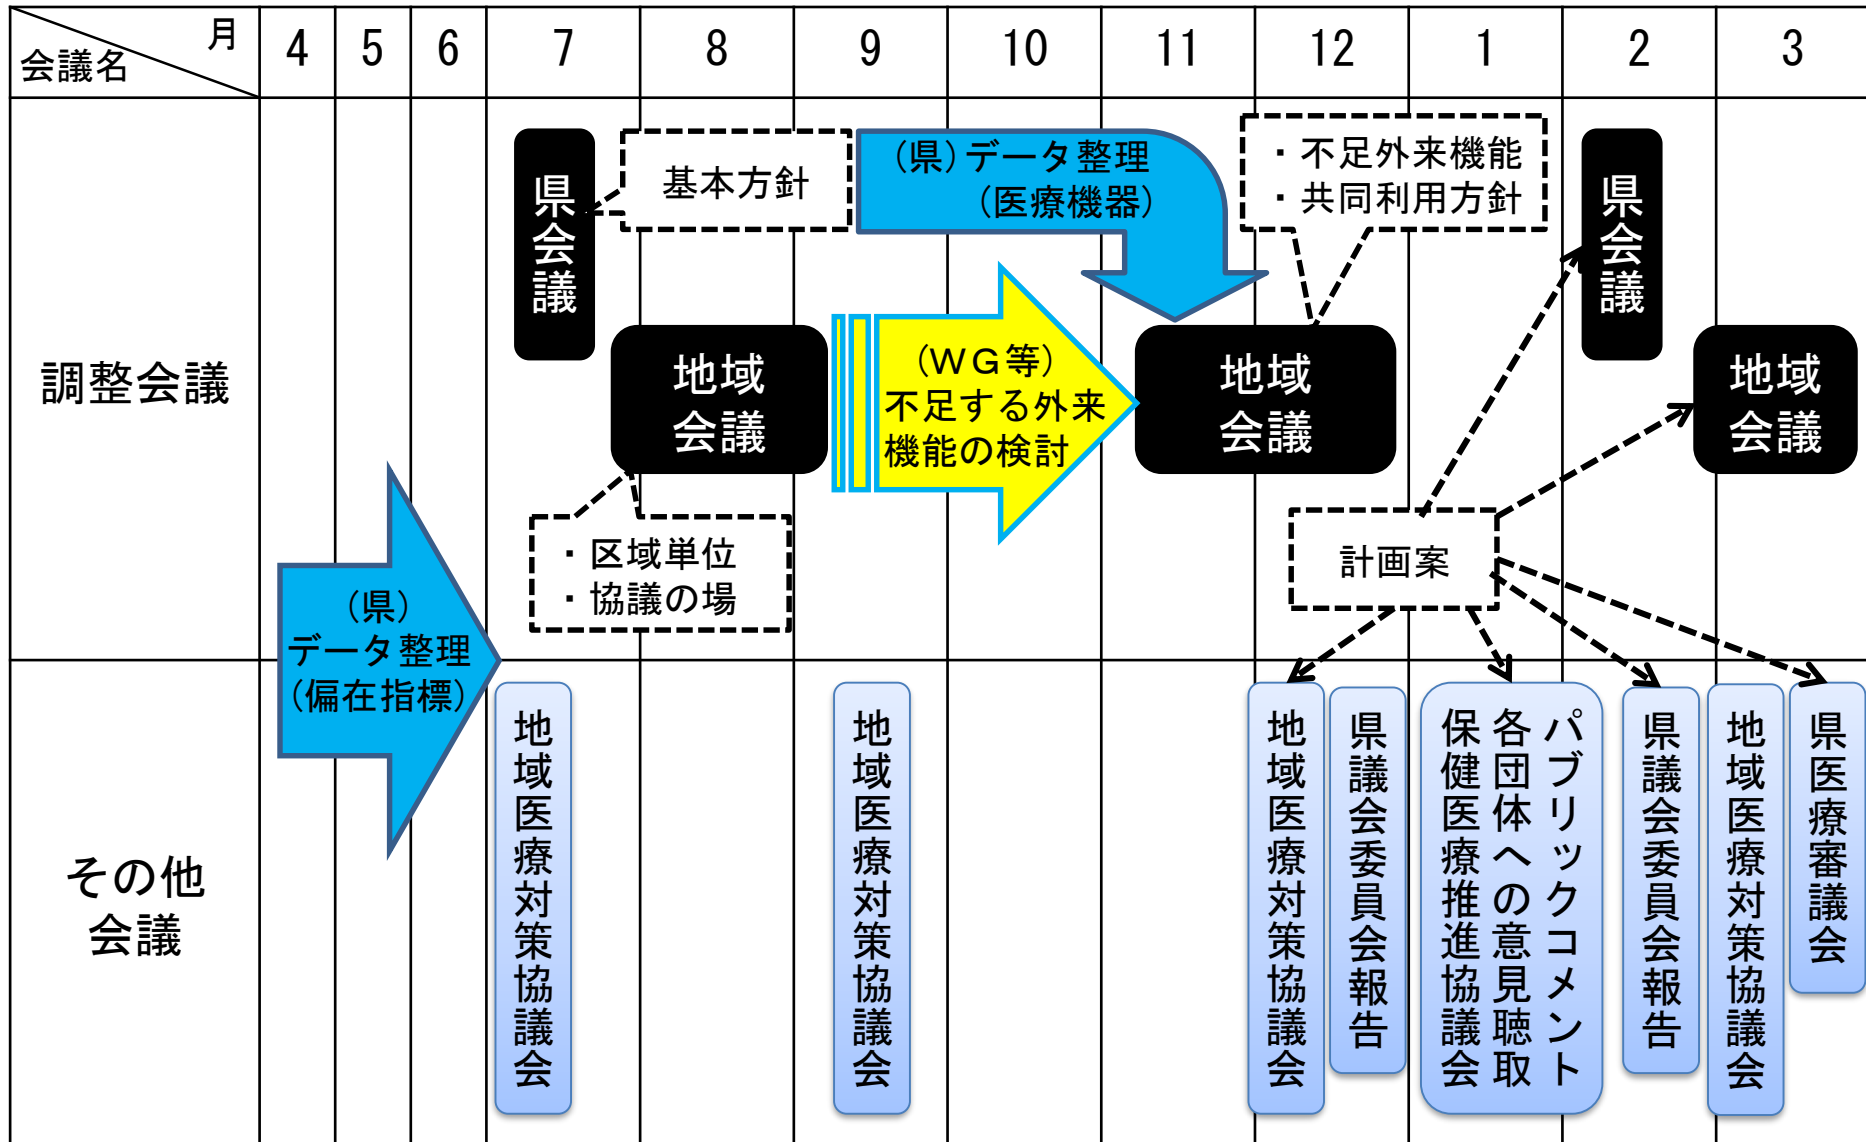 月
会議名
4 5 6 7 8 9 10 11 12 1 2 3
調整会議
県会議
基本方針
(県)データ整理
(医療機器)
・不足外来機能
・共同利用方針
県会議
地域
会議
(WG等)
不足する外来
機能の検討
地域
会議
地域
会議
・区域単位
・協議の場
計画案
(県)
データ整理
(偏在指標)
その他
会議
地域医療対策協議会
地域医療対策協議会
地域医療対策協議会
県議会委員会報告
パブリックコメント
各団体への意見聴取
保健医療推進協議会
県議会委員会報告
地域医療対策協議会
県医療審議会